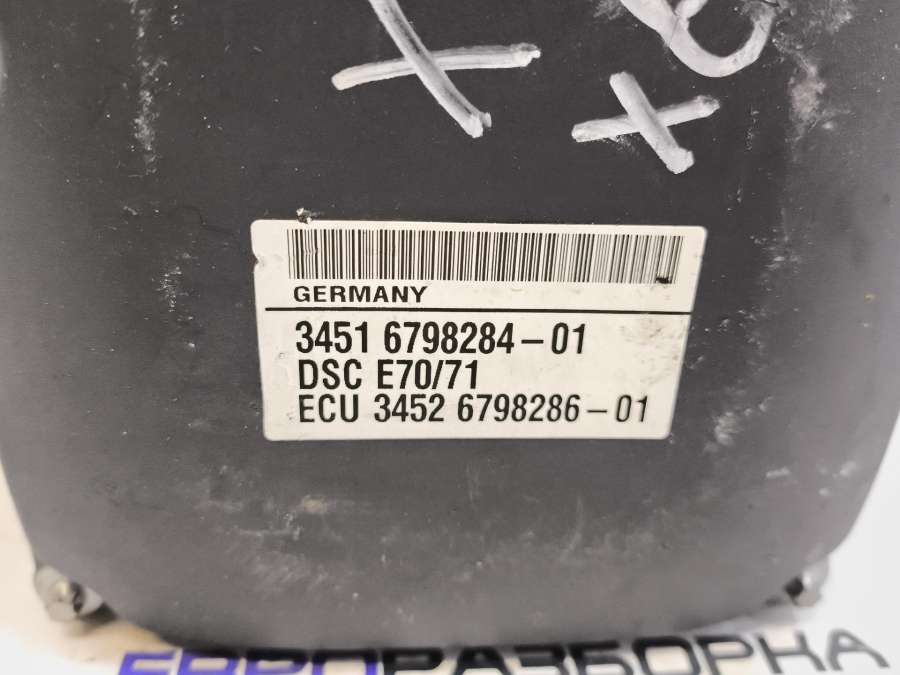 GERMANY
3451 6798284-01
DSC E70/71
ECU 3452 6798286-01
ЕВРОРАЗБОРКА